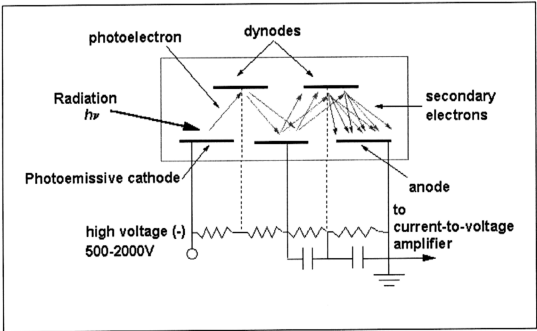 dynodes
photoelectron
Radiation
hν
secondary
electrons
Photoemissive cathode
anode
to
current-to-voltage
amplifier
high voltage (-)
500-2000V